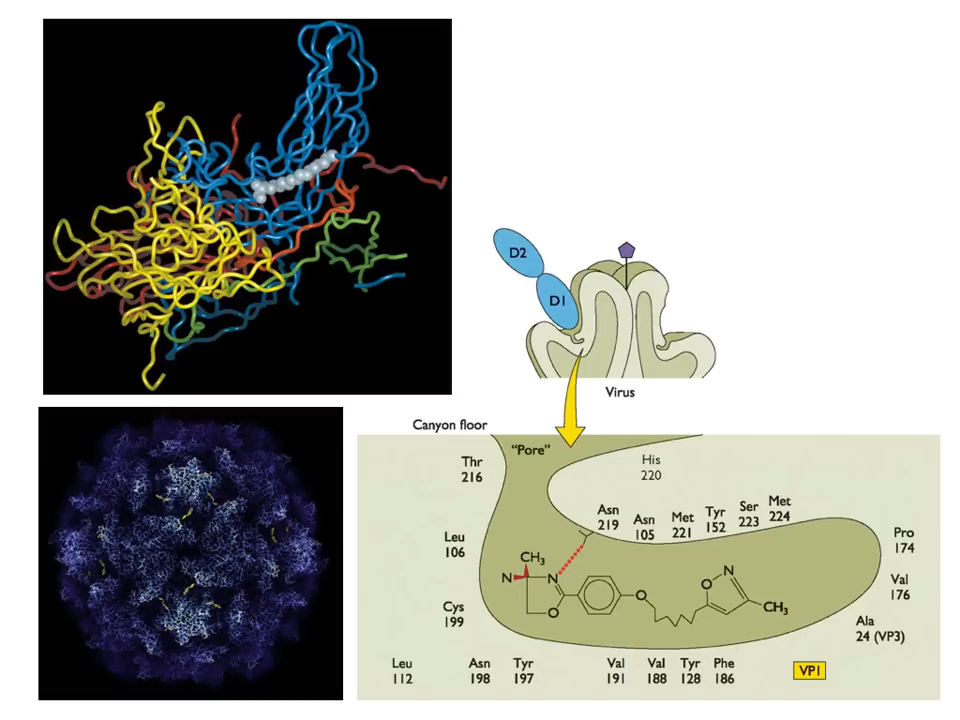 D2
D1
Virus
Canyon floor
"Pore"
Thr
216
His
220
Asn
219
Asn
105
Met
221
Tyr
152
Ser
223
Met
224
Leu
106
Pro
174
CH3
N
N
O
O
O
N
CH3
Val
176
Cys
199
Ala
24 (VP3)
Leu
112
Asn
198
Tyr
197
Val
191
Val
188
Tyr
128
Phe
186
VP1